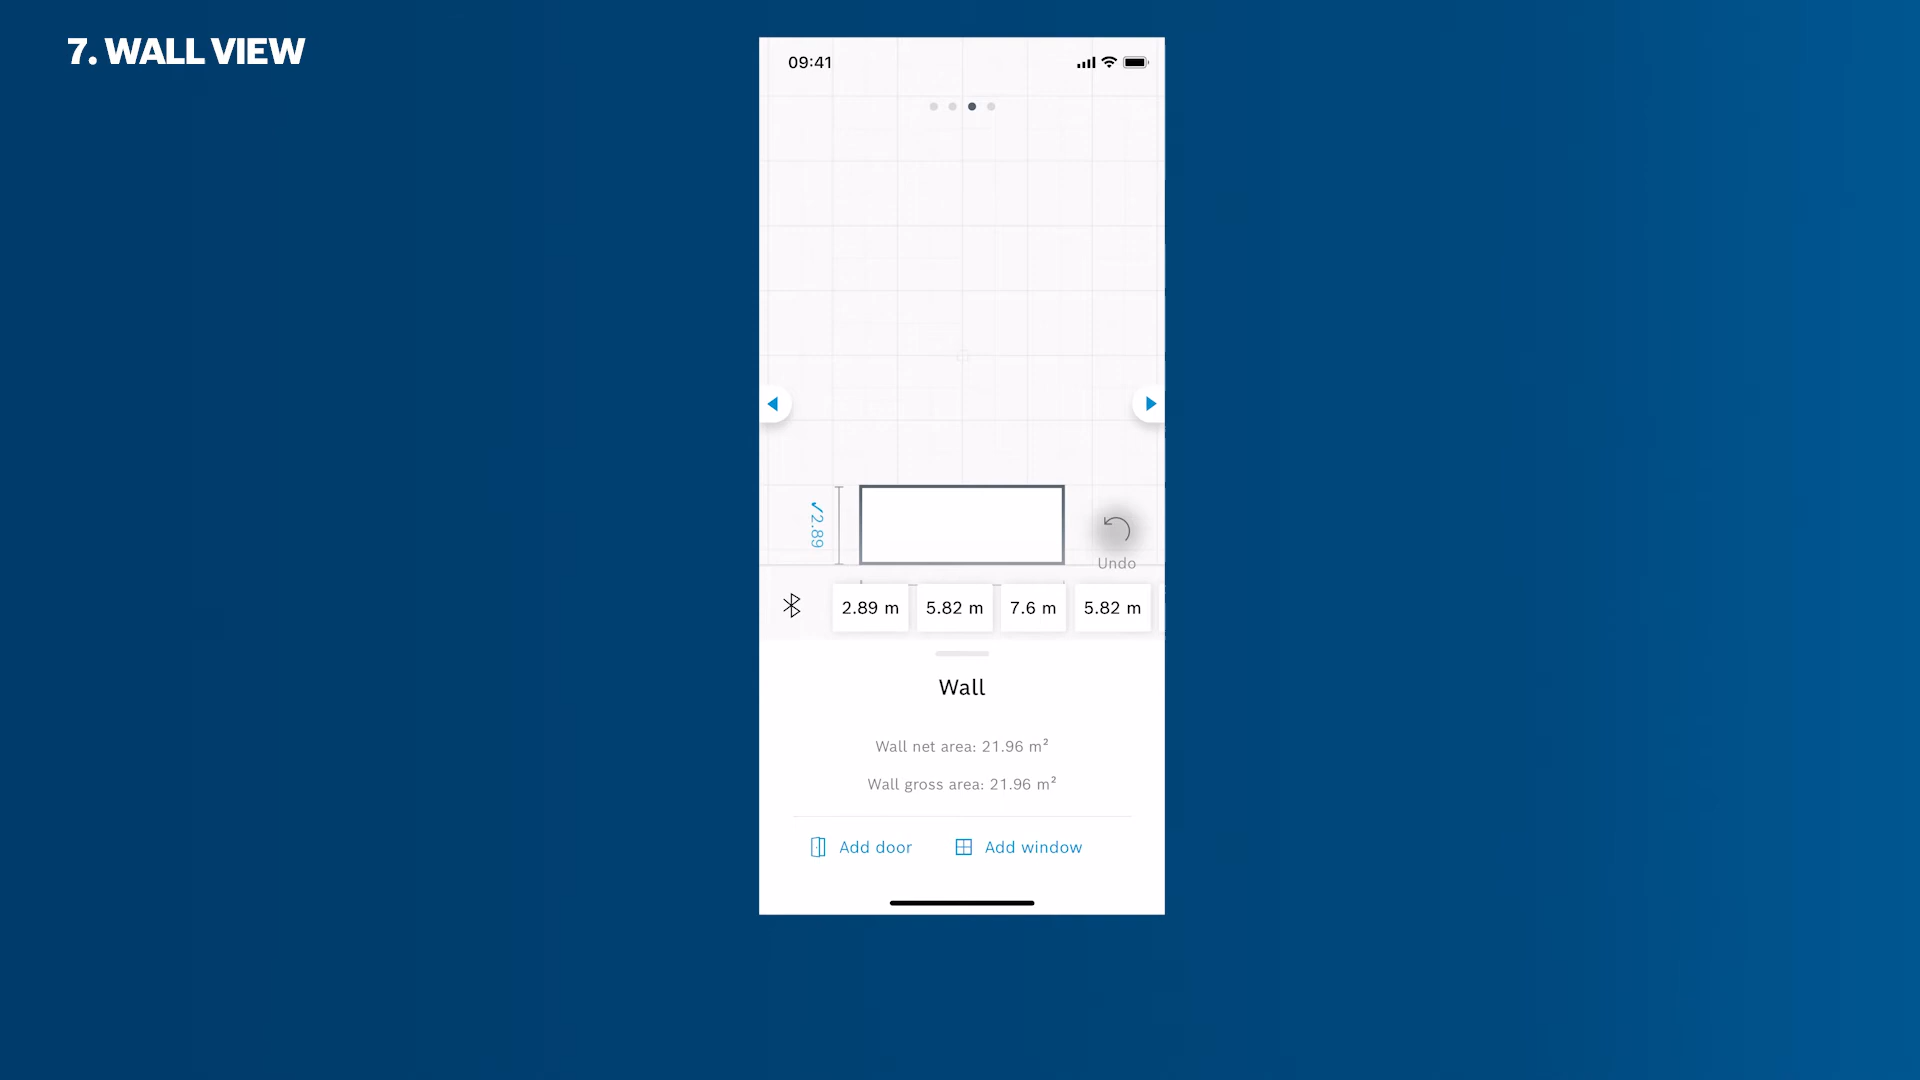 7. WALL VIEW
09:41
✓2.89
Undo
2.89 m 5.82 m 7.6 m 5.82 m
Wall
Wall net area: 21.96 m²
Wall gross area: 21.96 m²
Add door Add window